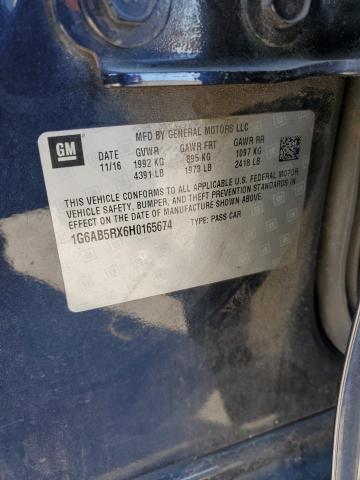 GM
MFD BY GENERAL MOTORS LLC
DATE GVWR GAWR FRT GAWR RR
11/16 1992 KG 895 KG 1097 KG
4391 LB 1973 LB 2418 LB
THIS VEHICLE CONFORMS TO ALL APPLICABLE U.S. FEDERAL MOTOR
VEHICLE SAFETY, BUMPER, AND THEFT PREVENTION STANDARDS IN
EFFECT ON THE DATE OF MANUFACTURE SHOWN ABOVE.
1G6AB5RX6H0165674 TYPE: PASS CAR